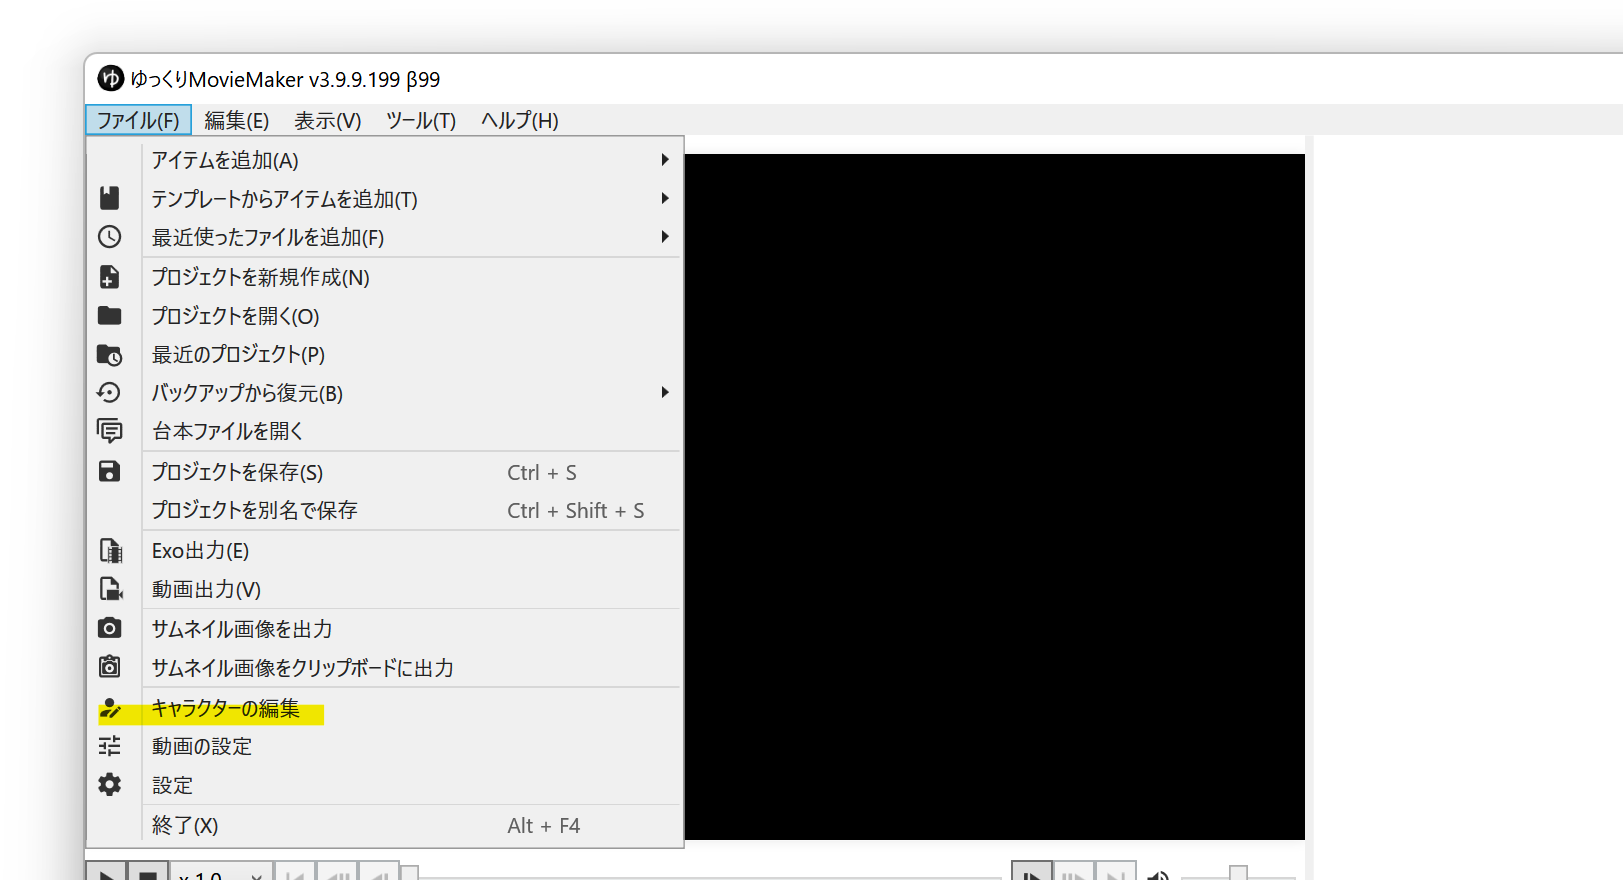 ゆ ゆっくりMovieMaker v3.9.9.199 β99
ファイル(F) 編集(E) 表示(V) ツール(T) ヘルプ(H)
アイテムを追加(A)
テンプレートからアイテムを追加(T)
最近使ったファイルを追加(F)
プロジェクトを新規作成(N)
プロジェクトを開く(O)
最近のプロジェクト(P)
バックアップから復元(B)
台本ファイルを開く
プロジェクトを保存(S) Ctrl + S
プロジェクトを別名で保存 Ctrl + Shift + S
Exo出力(E)
動画出力(V)
サムネイル画像を出力
サムネイル画像をクリップボードに出力
キャラクターの編集
動画の設定
設定
終了(X) Alt + F4
x 1.0